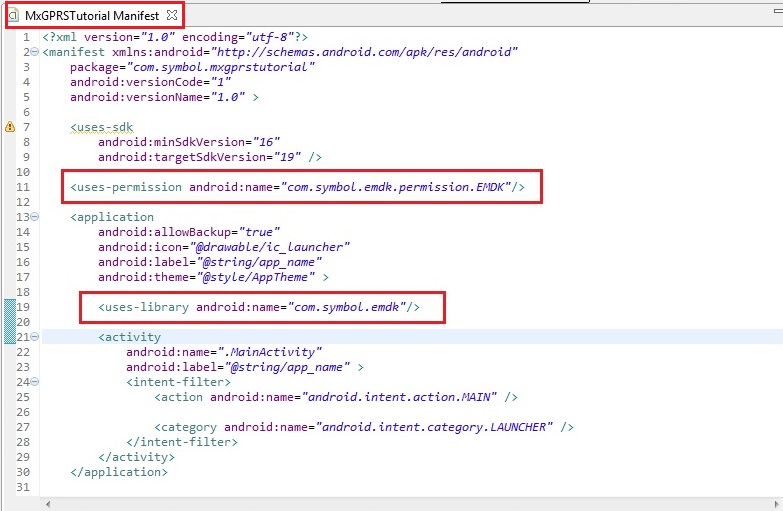 MxGPRSTutorial Manifest
1 <?xml version="1.0" encoding="utf-8"?>
2 <manifest xmlns:android="http://schemas.android.com/apk/res/android"
3 package="com.symbol.mxgprstutorial"
4 android:versionCode="1"
5 android:versionName="1.0" >
6
7 <uses-sdk
8 android:minSdkVersion="16"
9 android:targetSdkVersion="19" />
10
11 <uses-permission android:name="com.symbol.emdk.permission.EMDK"/>
12
13 <application
14 android:allowBackup="true"
15 android:icon="@drawable/ic_launcher"
16 android:label="@string/app_name"
17 android:theme="@style/AppTheme" >
18
19 <uses-library android:name="com.symbol.emdk"/>
20
21 <activity
22 android:name=".MainActivity"
23 android:label="@string/app_name" >
24 <intent-filter>
25 <action android:name="android.intent.action.MAIN" />
26
27 <category android:name="android.intent.category.LAUNCHER" />
28 </intent-filter>
29 </activity>
30 </application>
31